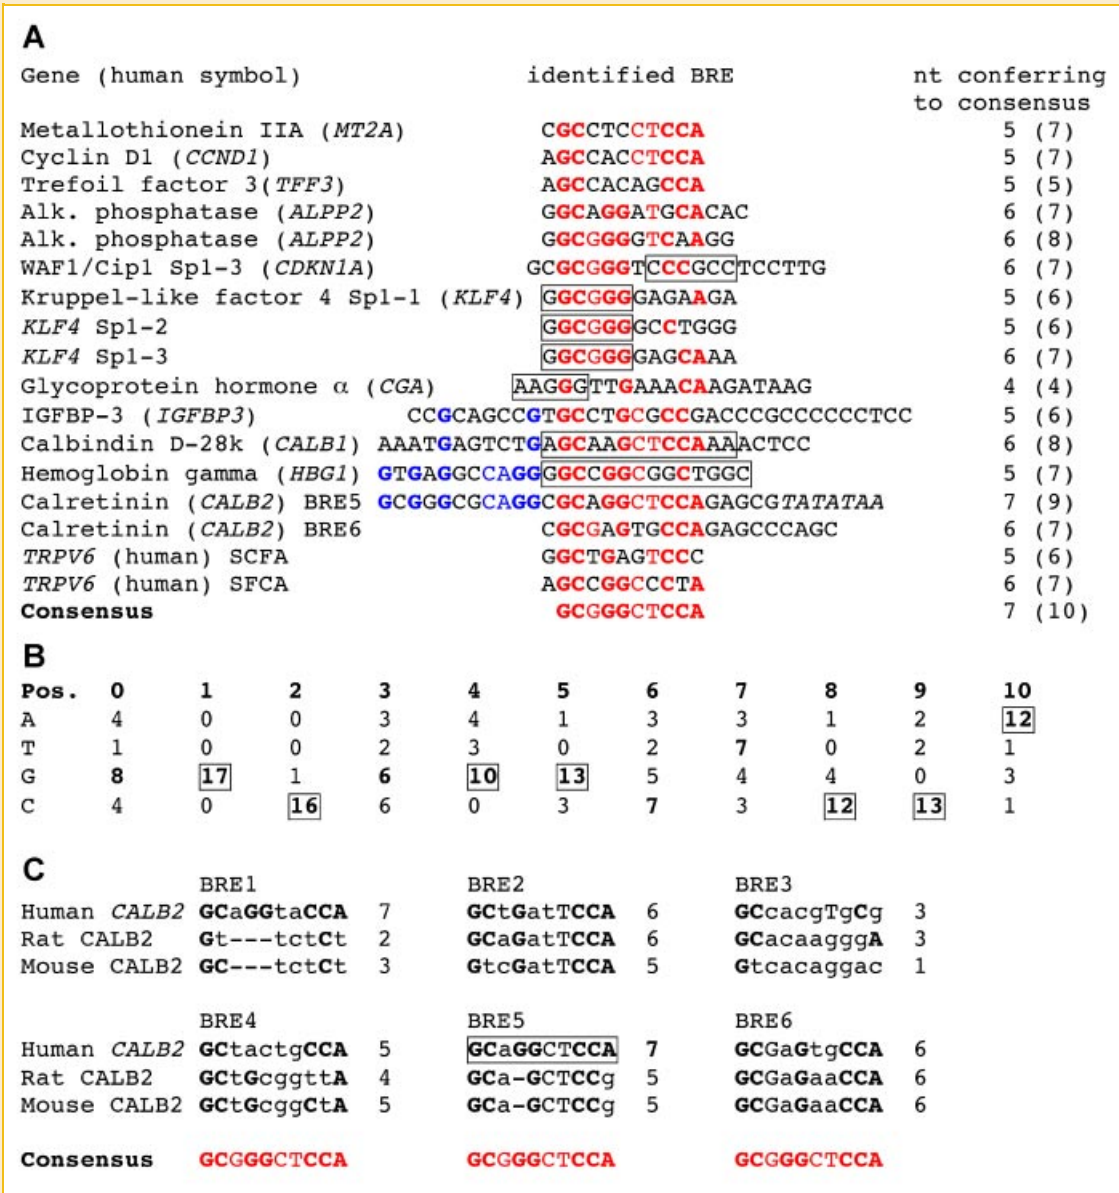 A
Gene (human symbol) identified BRE nt conferring
to consensus
Metallothionein IIA (MT2A) CGCCTCCTCCA 5 (7)
Cyclin D1 (CCND1) AGCCACCTCCA 5 (7)
Trefoil factor 3(TFF3) AGCCACAGCCA 5 (5)
Alk. phosphatase (ALPP2) GGCAGGATGCACAC 6 (7)
Alk. phosphatase (ALPP2) GGCGGGGTCAAGG 6 (8)
WAF1/Cip1 Sp1-3 (CDKN1A) GCGCGGGTCCCGCCTCCTTG 6 (7)
Kruppel-like factor 4 Sp1-1 (KLF4) GGCGGGGAGAAGA 5 (6)
KLF4 Sp1-2 GGCGGGGCCTGGG 5 (6)
KLF4 Sp1-3 GGCGGGGAGCAAA 6 (7)
Glycoprotein hormone α (CGA) AAGGGTTGAAACAAGATAAG 4 (4)
IGFBP-3 (IGFBP3) CCGCAGCCGTGCCTGCGCCGACCCGCCCCCCTCC 5 (6)
Calbindin D-28k (CALB1) AAATGAGTCTGAGCAAGCTCCAAAACTCC 6 (8)
Hemoglobin gamma (HBG1) GTGAGGCCAGGGGCCGGCGGCTGGC 5 (7)
Calretinin (CALB2) BRE5 GCGGGCGCAGGCGCAGGCTCCAGAGCGTATATAA 7 (9)
Calretinin (CALB2) BRE6 CGCGAGTGCCAGAGCCCAGC 6 (7)
TRPV6 (human) SCFA GGCTGAGTCCC 5 (6)
TRPV6 (human) SFCA AGCCGGCCCTA 6 (7)
Consensus GCGGGCTCCA 7 (10)
B
Pos. 0 1 2 3 4 5 6 7 8 9 10
A 4 0 0 3 4 1 3 3 1 2 12
T 1 0 0 2 3 0 2 7 0 2 1
G 8 17 1 6 10 13 5 4 4 0 3
C 4 0 16 6 0 3 7 3 12 13 1
C
BRE1 BRE2 BRE3
Human CALB2 GCaGGtaCCA 7 GCtGatTCCA 6 GCcacgTgCg 3
Rat CALB2 Gt---tctCt 2 GCaGatTCCA 6 GCacaagggA 3
Mouse CALB2 GC---tctCt 3 GtcGatTCCA 5 Gtcacaggac 1
BRE4 BRE5 BRE6
Human CALB2 GCtactgCCA 5 GCaGGCTCCA 7 GCGaGtgCCA 6
Rat CALB2 GCtGcggttA 4 GCa-GCTCCg 5 GCGaGaaCCA 6
Mouse CALB2 GCtGcggCtA 5 GCa-GCTCCg 5 GCGaGaaCCA 6
Consensus GCGGGCTCCA GCGGGCTCCA GCGGGCTCCA